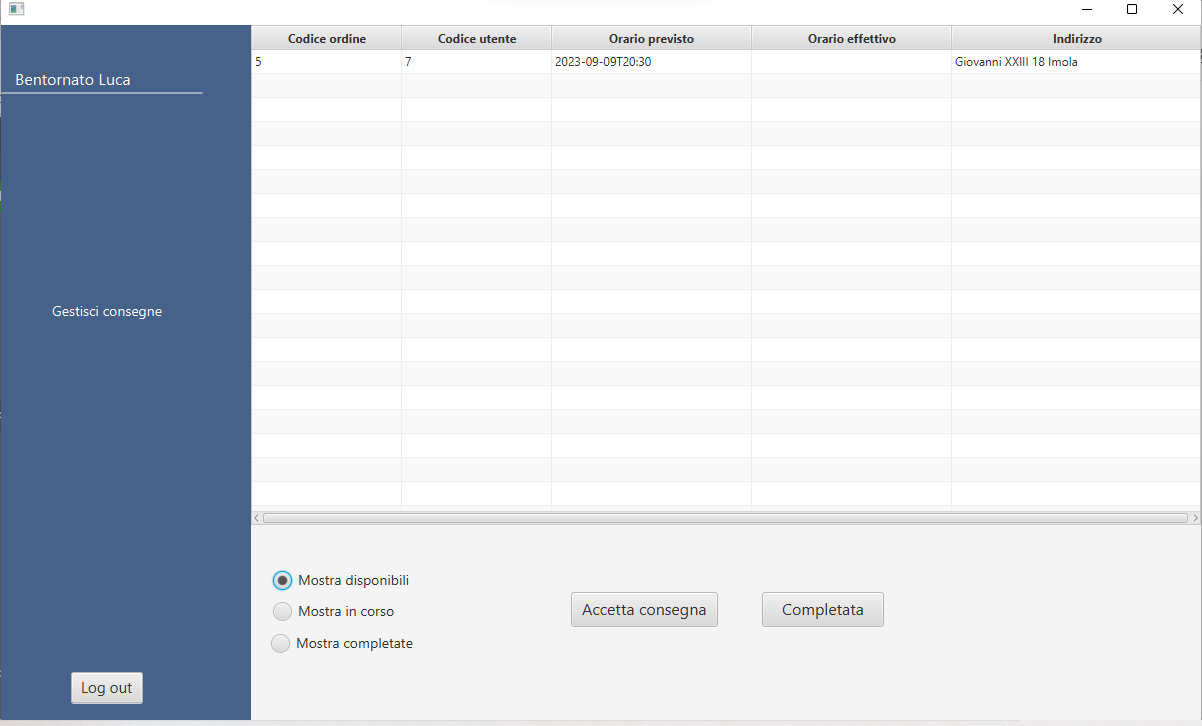 Bentornato Luca
Gestisci consegne
Log out
Codice ordine Codice utente Orario previsto Orario effettivo Indirizzo
5 7 2023-09-09T20:30 Giovanni XXIII 18 Imola
Mostra disponibili
Mostra in corso
Mostra completate
Accetta consegna Completata